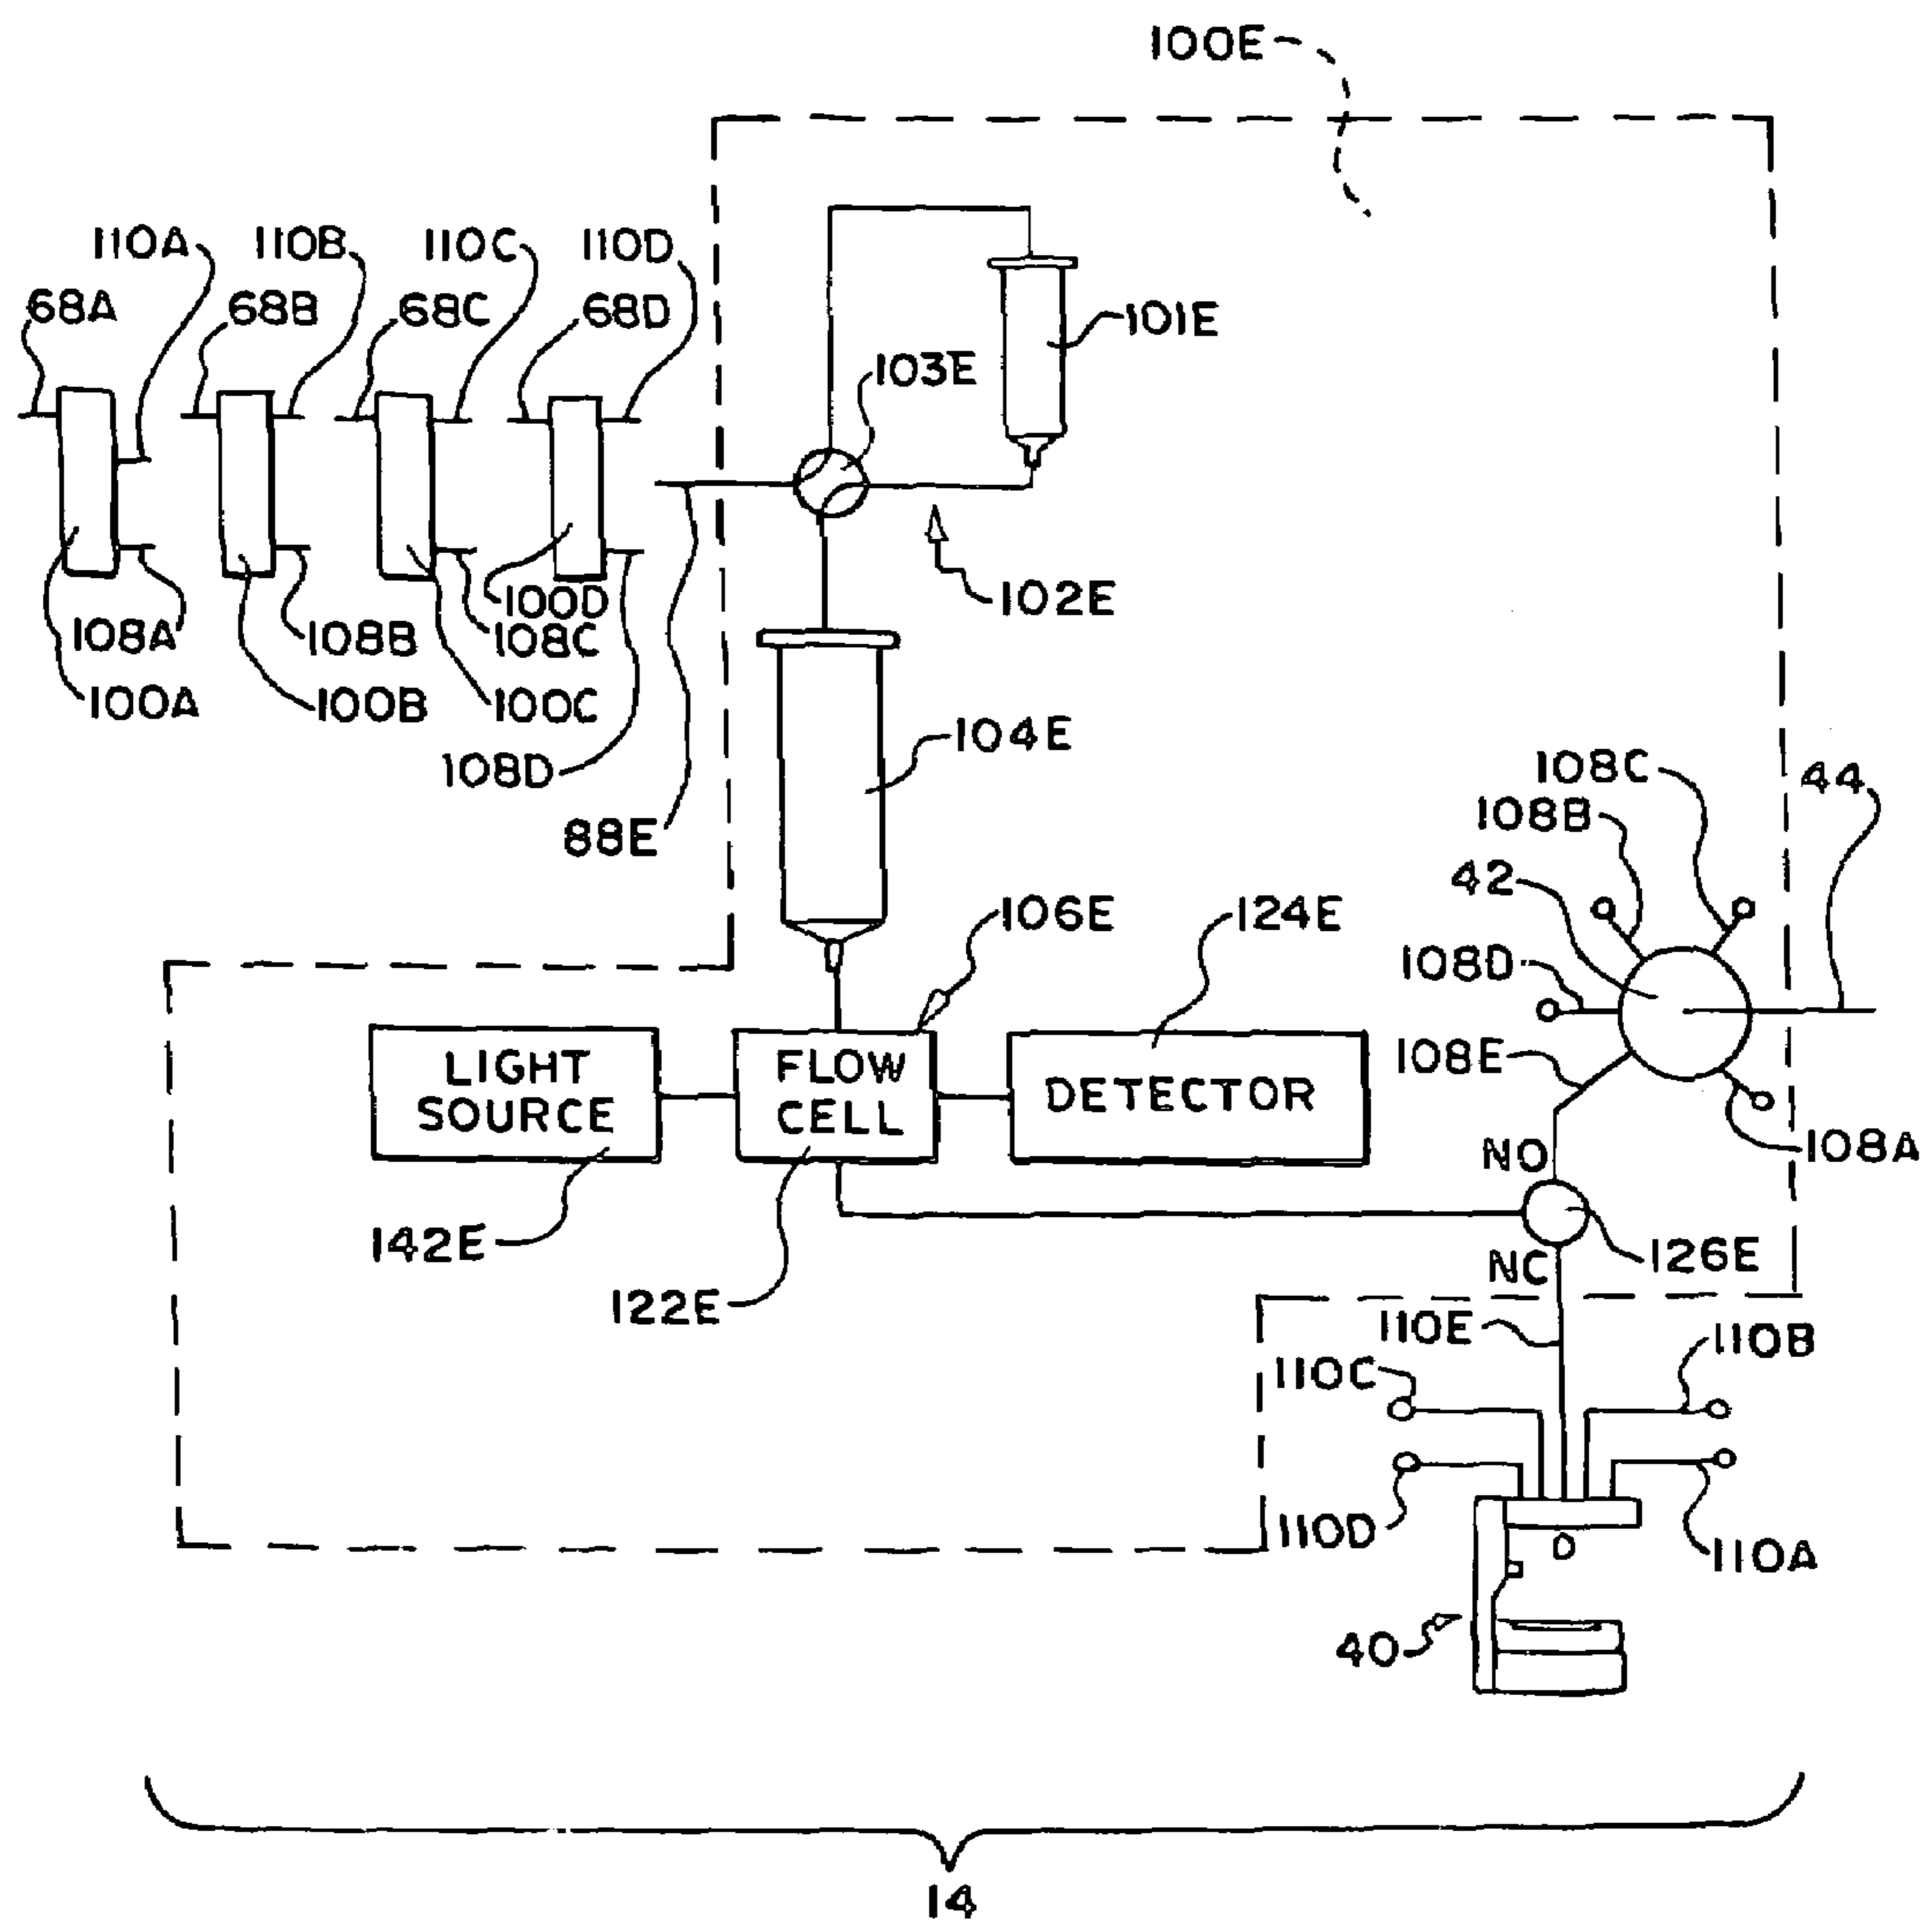 100E
110A 110B 110C 110D
68A 68B 68C 68D
101E
103E
100D
102E
108A 108B 108C
100A 100B 100C
104E
108D
88E
108C
44
108B
42
106E
124E
108D
108E
LIGHT
SOURCE
FLOW
CELL
DETECTOR
NO
108A
142E
NC
126E
122E
110E
110B
110C
110D
110A
40
14